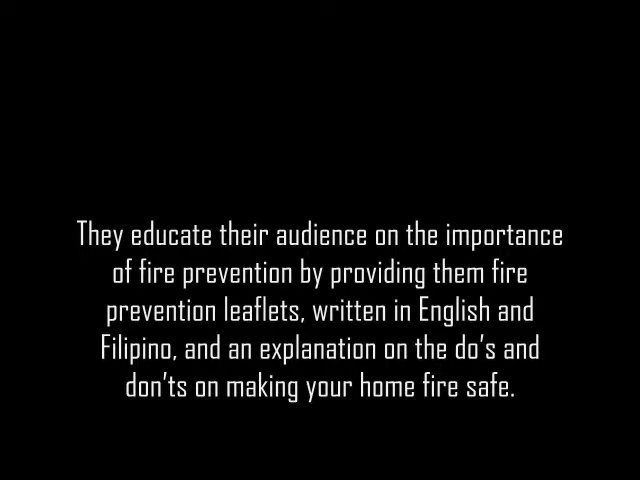 They educate their audience on the importance
of fire prevention by providing them fire
prevention leaflets, written in English and
Filipino, and an explanation on the do's and
don'ts on making your home fire safe.